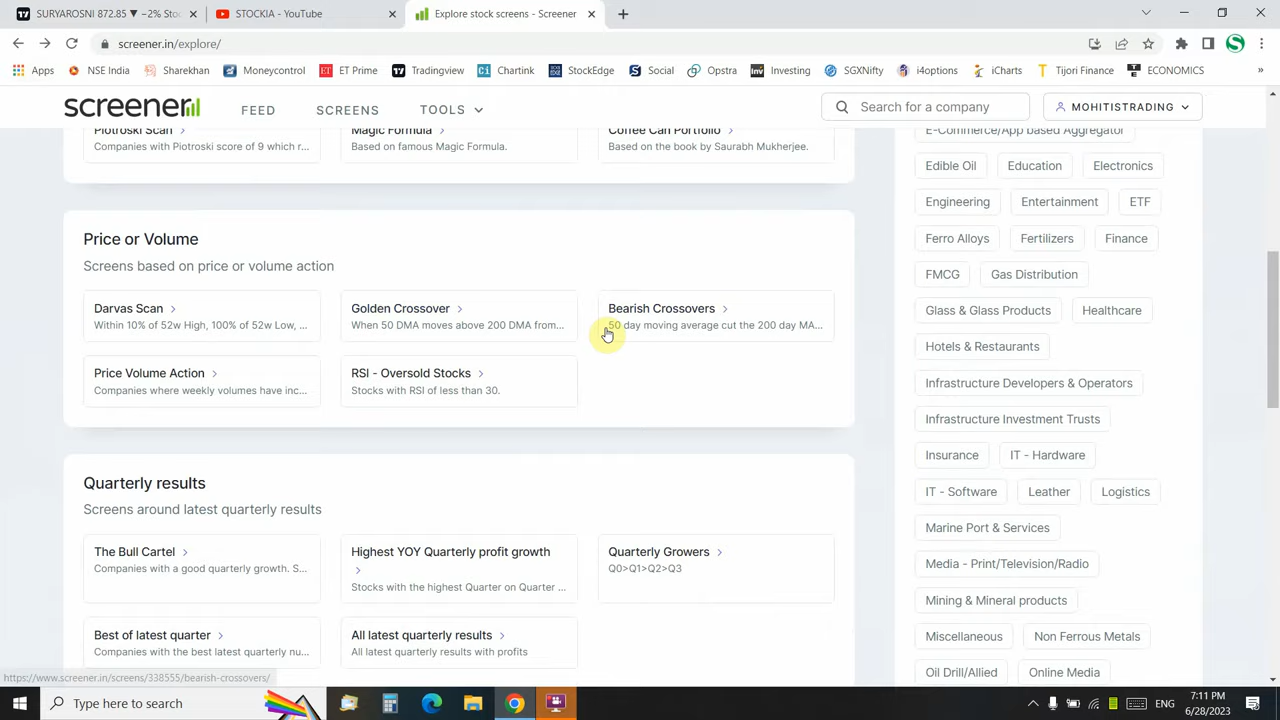 SURYAROSNI 872.85 ▼ −2% Sto
STOCKIA - YouTube
Explore stock screens - Screener
screener.in/explore/
Apps
NSE India
Sharekhan
Moneycontrol
ET Prime
Tradingview
Chartink
StockEdge
Social
Opstra
Investing
SGXNifty
i4options
iCharts
Tijori Finance
ECONOMICS
screener
FEED
SCREENS
TOOLS
Search for a company
MOHITISTRADING
Piotroski Scan
Companies with Piotroski score of 9 which r...
Magic Formula
Based on famous Magic Formula.
Coffee Can Portfolio
Based on the book by Saurabh Mukherjee.
Price or Volume
Screens based on price or volume action
Darvas Scan
Within 10% of 52w High, 100% of 52w Low, ...
Golden Crossover
When 50 DMA moves above 200 DMA from...
Bearish Crossovers
50 day moving average cut the 200 day MA...
Price Volume Action
Companies where weekly volumes have inc...
RSI - Oversold Stocks
Stocks with RSI of less than 30.
Quarterly results
Screens around latest quarterly results
The Bull Cartel
Companies with a good quarterly growth. S...
Highest YOY Quarterly profit growth
Stocks with the highest Quarter on Quarter ...
Quarterly Growers
Q0>Q1>Q2>Q3
Best of latest quarter
Companies with the best latest quarterly nu...
All latest quarterly results
All latest quarterly results with profits
E-Commerce/App based Aggregator
Edible Oil
Education
Electronics
Engineering
Entertainment
ETF
Ferro Alloys
Fertilizers
Finance
FMCG
Gas Distribution
Glass & Glass Products
Healthcare
Hotels & Restaurants
Infrastructure Developers & Operators
Infrastructure Investment Trusts
Insurance
IT - Hardware
IT - Software
Leather
Logistics
Marine Port & Services
Media - Print/Television/Radio
Mining & Mineral products
Miscellaneous
Non Ferrous Metals
Oil Drill/Allied
Online Media
https://www.screener.in/screens/338555/bearish-crossovers/
Type here to search
ENG
7:11 PM
6/28/2023